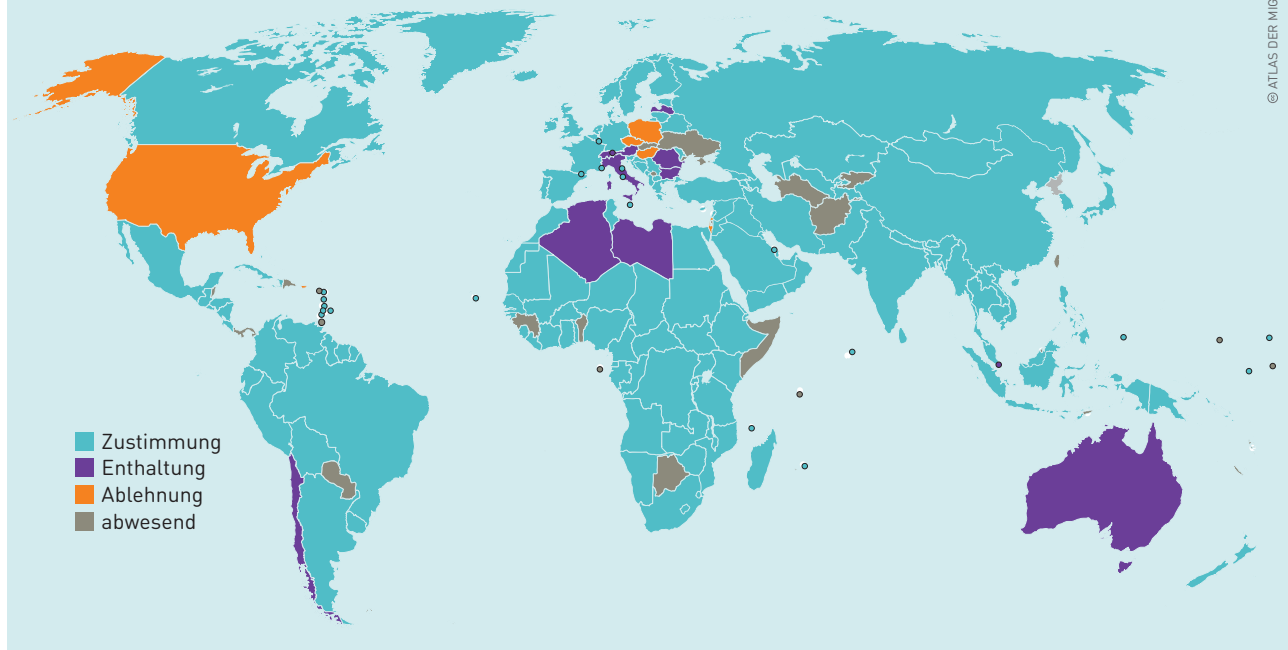 © ATLAS DER MIG
Zustimmung
Enthaltung
Ablehnung
abwesend